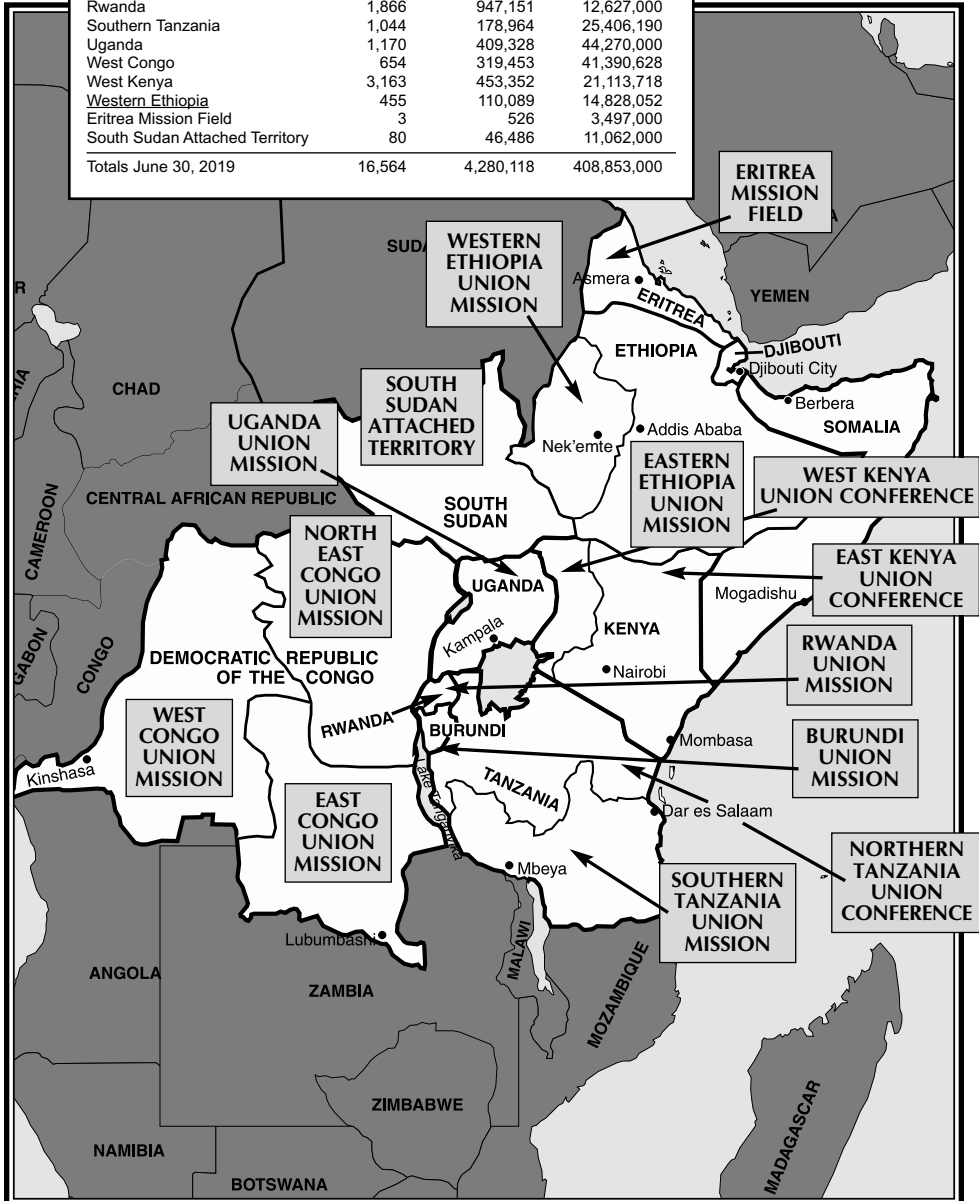 Rwanda 1,866 947,151 12,627,000
Southern Tanzania 1,044 178,964 25,406,190
Uganda 1,170 409,328 44,270,000
West Congo 654 319,453 41,390,628
West Kenya 3,163 453,352 21,113,718
Western Ethiopia 455 110,089 14,828,052
Eritrea Mission Field 3 526 3,497,000
South Sudan Attached Territory 80 46,486 11,062,000
Totals June 30, 2019 16,564 4,280,118 408,853,000
ERITREA
MISSION
FIELD
WESTERN
ETHIOPIA
UNION
MISSION
Asmera
ERITREA
YEMEN
ETHIOPIA
DJIBOUTI
Djibouti City
CHAD
SOUTH
SUDAN
ATTACHED
TERRITORY
Berbera
SOMALIA
UGANDA
UNION
MISSION
Addis Ababa
Nek'emte
EASTERN
ETHIOPIA
UNION
MISSION
WEST KENYA
UNION CONFERENCE
CENTRAL AFRICAN REPUBLIC
SOUTH
SUDAN
CAMEROON
NORTH
EAST
CONGO
UNION
MISSION
EAST KENYA
UNION
CONFERENCE
UGANDA
Mogadishu
Kampala
KENYA
GABON
CONGO
DEMOCRATIC REPUBLIC
OF THE CONGO
Nairobi
RWANDA
UNION
MISSION
RWANDA
BURUNDI
WEST
CONGO
UNION
MISSION
Kinshasa
Mombasa
BURUNDI
UNION
MISSION
Lake Tanganyika
TANZANIA
EAST
CONGO
UNION
MISSION
Dar es Salaam
Mbeya
NORTHERN
TANZANIA
UNION
CONFERENCE
SOUTHERN
TANZANIA
UNION
MISSION
Lubumbashi
MALAWI
ANGOLA
ZAMBIA
MOZAMBIQUE
ZIMBABWE
MADAGASCAR
NAMIBIA
BOTSWANA